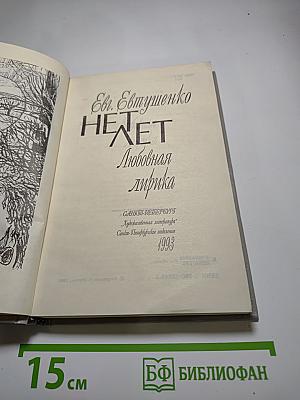 Евг. Евтушенко
НЕТ
ЛЕТ
Любовная
лирика
САНКТ-ПЕТЕРБУРГ
„Художественная литература"
Санкт-Петербургское отделение
1993
15 см
БФ БИБЛИОФАН